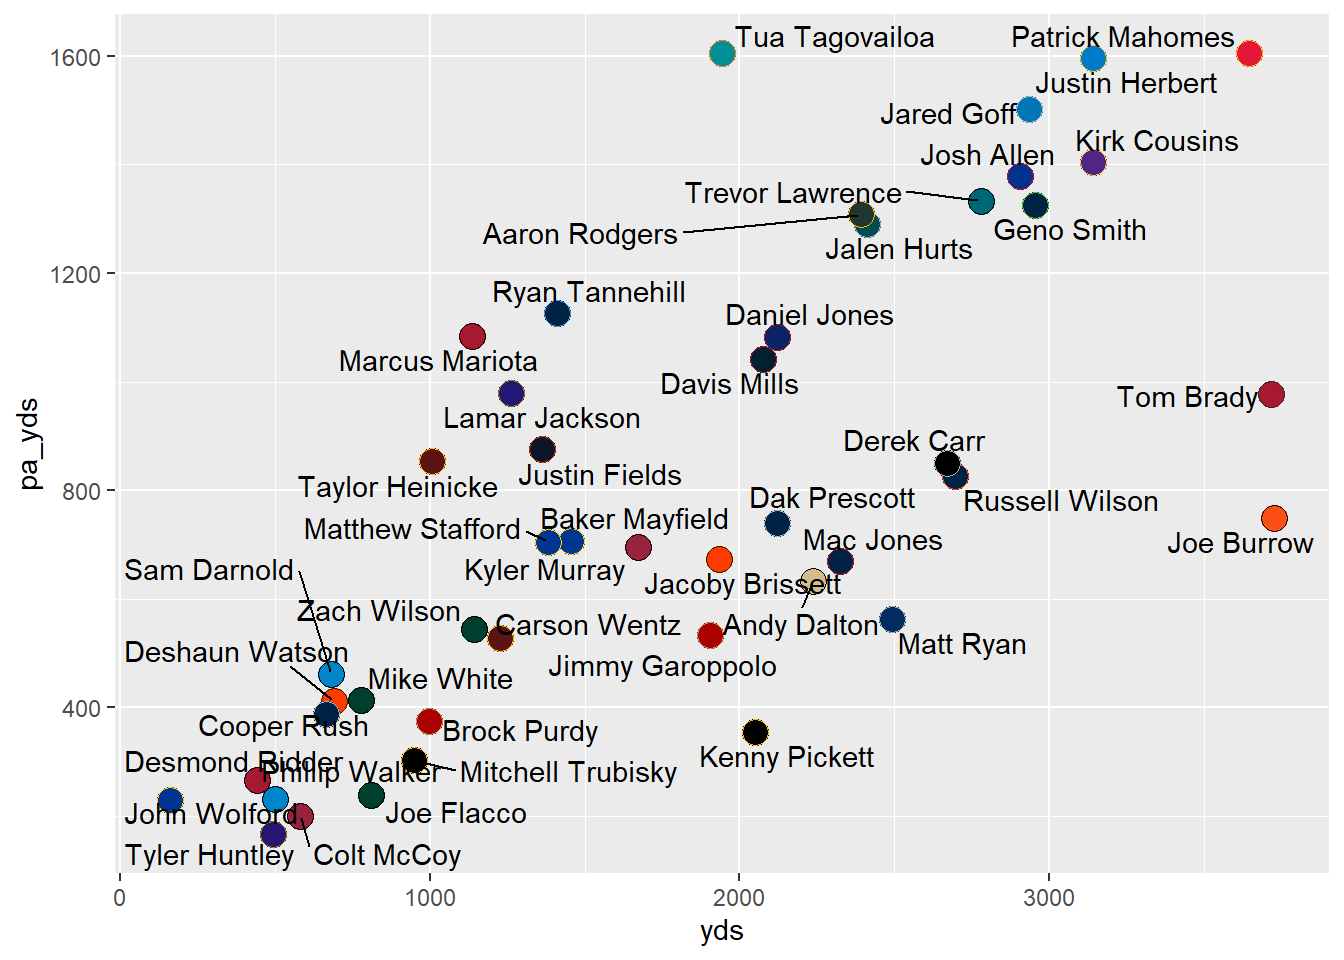 Tua Tagovailoa
Patrick Mahomes
1600
Justin Herbert
Jared Goff
Kirk Cousins
Josh Allen
Trevor Lawrence
Aaron Rodgers
Geno Smith
Jalen Hurts
1200
Ryan Tannehill
Daniel Jones
Marcus Mariota
Davis Mills
Tom Brady
Lamar Jackson
Derek Carr
pa_yds
Justin Fields
Taylor Heinicke
800
Dak Prescott
Russell Wilson
Matthew Stafford
Baker Mayfield
Mac Jones
Joe Burrow
Sam Darnold
Kyler Murray
Jacoby Brissett
Zach Wilson
Carson Wentz
Andy Dalton
Matt Ryan
Deshaun Watson
Jimmy Garoppolo
Mike White
400
Cooper Rush
Brock Purdy
Kenny Pickett
Desmond Ridder
Phillip Walker
Mitchell Trubisky
John Wolford
Joe Flacco
Tyler Huntley
Colt McCoy
0
1000
2000
3000
yds